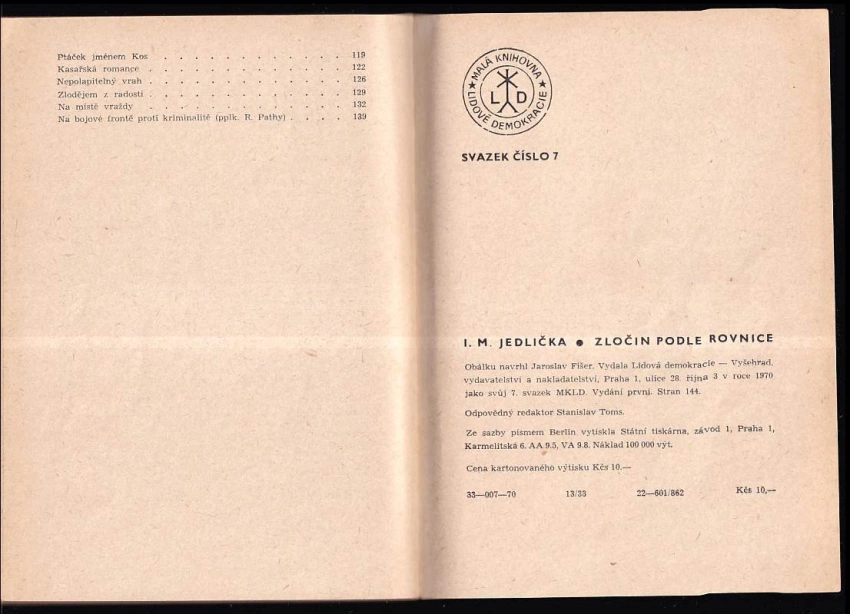 Ptáček jménem Kos . . . . . . . . . . . . 119
Kasařská romance . . . . . . . . . . . . . 122
Nepolapitelný vrah . . . . . . . . . . . . . 126
Zlodějem z radosti . . . . . . . . . . . . . 129
Na místě vraždy . . . . . . . . . . . . . 132
Na bojové frontě proti kriminalitě (pplk. R. Pathy) . . . . 139
★ MALÁ KNIHOVNA ★
LIDOVÉ DEMOKRACIE
L D
SVAZEK ČÍSLO 7
I. M. JEDLIČKA ● ZLOČIN PODLE ROVNICE
Obálku navrhl Jaroslav Fišer. Vydala Lidová demokracie — Vyšehrad,
vydavatelství a nakladatelství, Praha 1, ulice 28. října 3 v roce 1970
jako svůj 7. svazek MKLD. Vydání první. Stran 144.
Odpovědný redaktor Stanislav Toms.
Ze sazby písmem Berlin vytiskla Státní tiskárna, závod 1, Praha 1,
Karmelitská 6. AA 9.5, VA 9.8. Náklad 100 000 výt.
Cena kartonovaného výtisku Kčs 10.—
33—007—70 13/33 22—601/862 Kčs 10,—